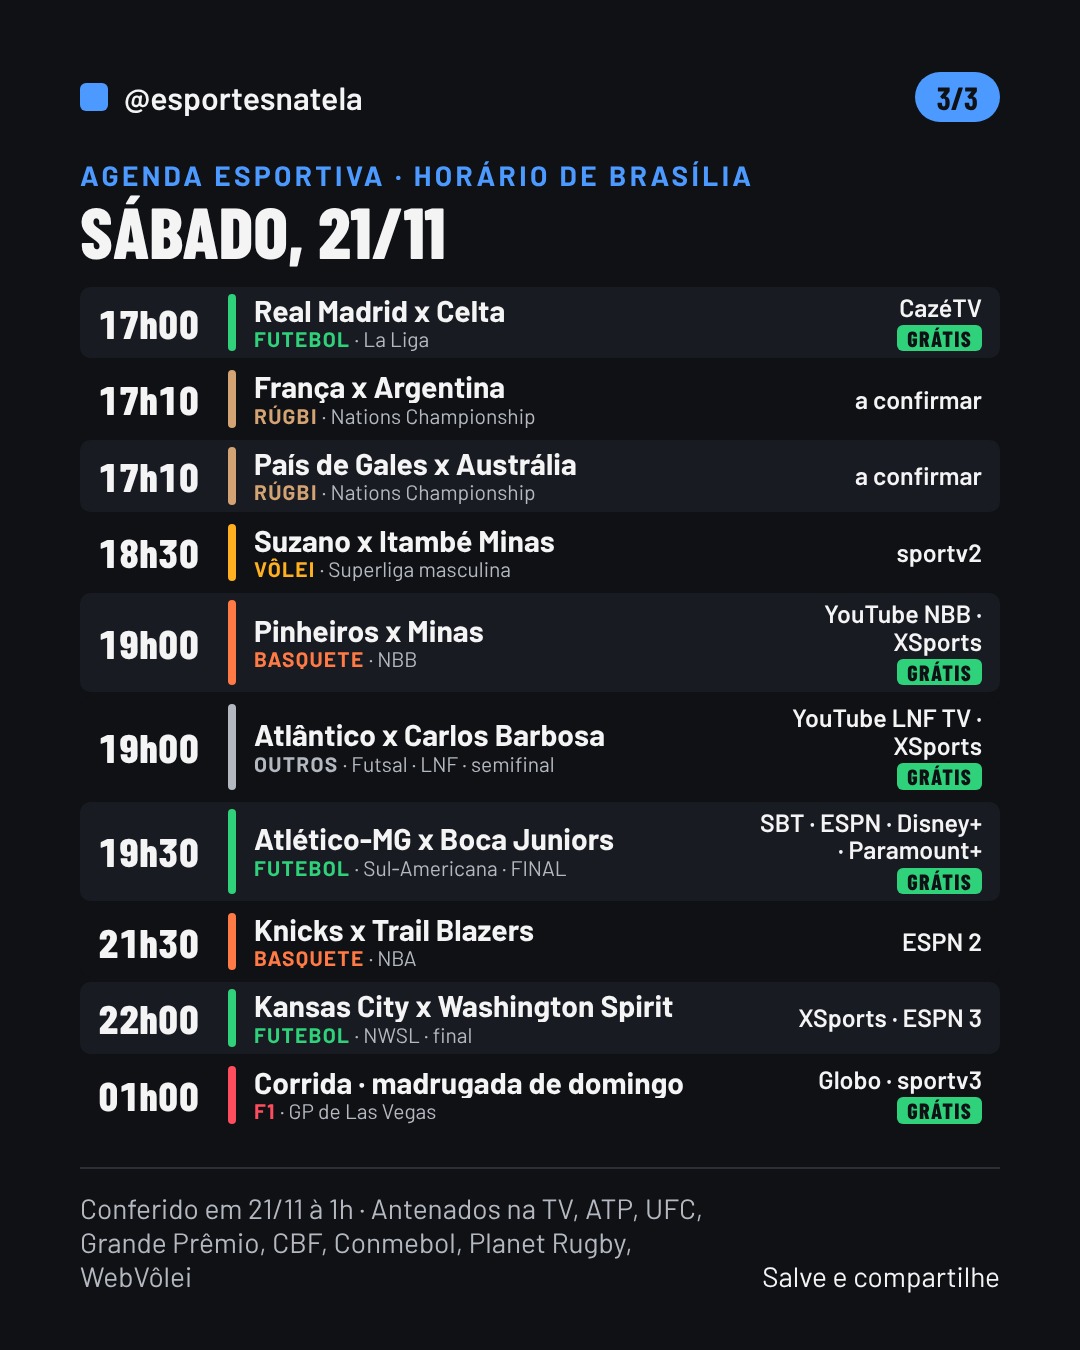 @esportesnatela
3/3
AGENDA ESPORTIVA · HORÁRIO DE BRASÍLIA
SÁBADO, 21/11
17h00
Real Madrid x Celta
FUTEBOL · La Liga
CazéTV
GRÁTIS
17h10
França x Argentina
RÚGBI · Nations Championship
a confirmar
17h10
País de Gales x Austrália
RÚGBI · Nations Championship
a confirmar
18h30
Suzano x Itambé Minas
VÔLEI · Superliga masculina
sportv2
19h00
Pinheiros x Minas
BASQUETE · NBB
YouTube NBB ·
XSports
GRÁTIS
19h00
Atlântico x Carlos Barbosa
OUTROS · Futsal · LNF · semifinal
YouTube LNF TV ·
XSports
GRÁTIS
19h30
Atlético-MG x Boca Juniors
FUTEBOL · Sul-Americana · FINAL
SBT · ESPN · Disney+
· Paramount+
GRÁTIS
21h30
Knicks x Trail Blazers
BASQUETE · NBA
ESPN 2
22h00
Kansas City x Washington Spirit
FUTEBOL · NWSL · final
XSports · ESPN 3
01h00
Corrida · madrugada de domingo
F1 · GP de Las Vegas
Globo · sportv3
GRÁTIS
Conferido em 21/11 à 1h · Antenados na TV, ATP, UFC,
Grande Prêmio, CBF, Conmebol, Planet Rugby,
WebVôlei
Salve e compartilhe